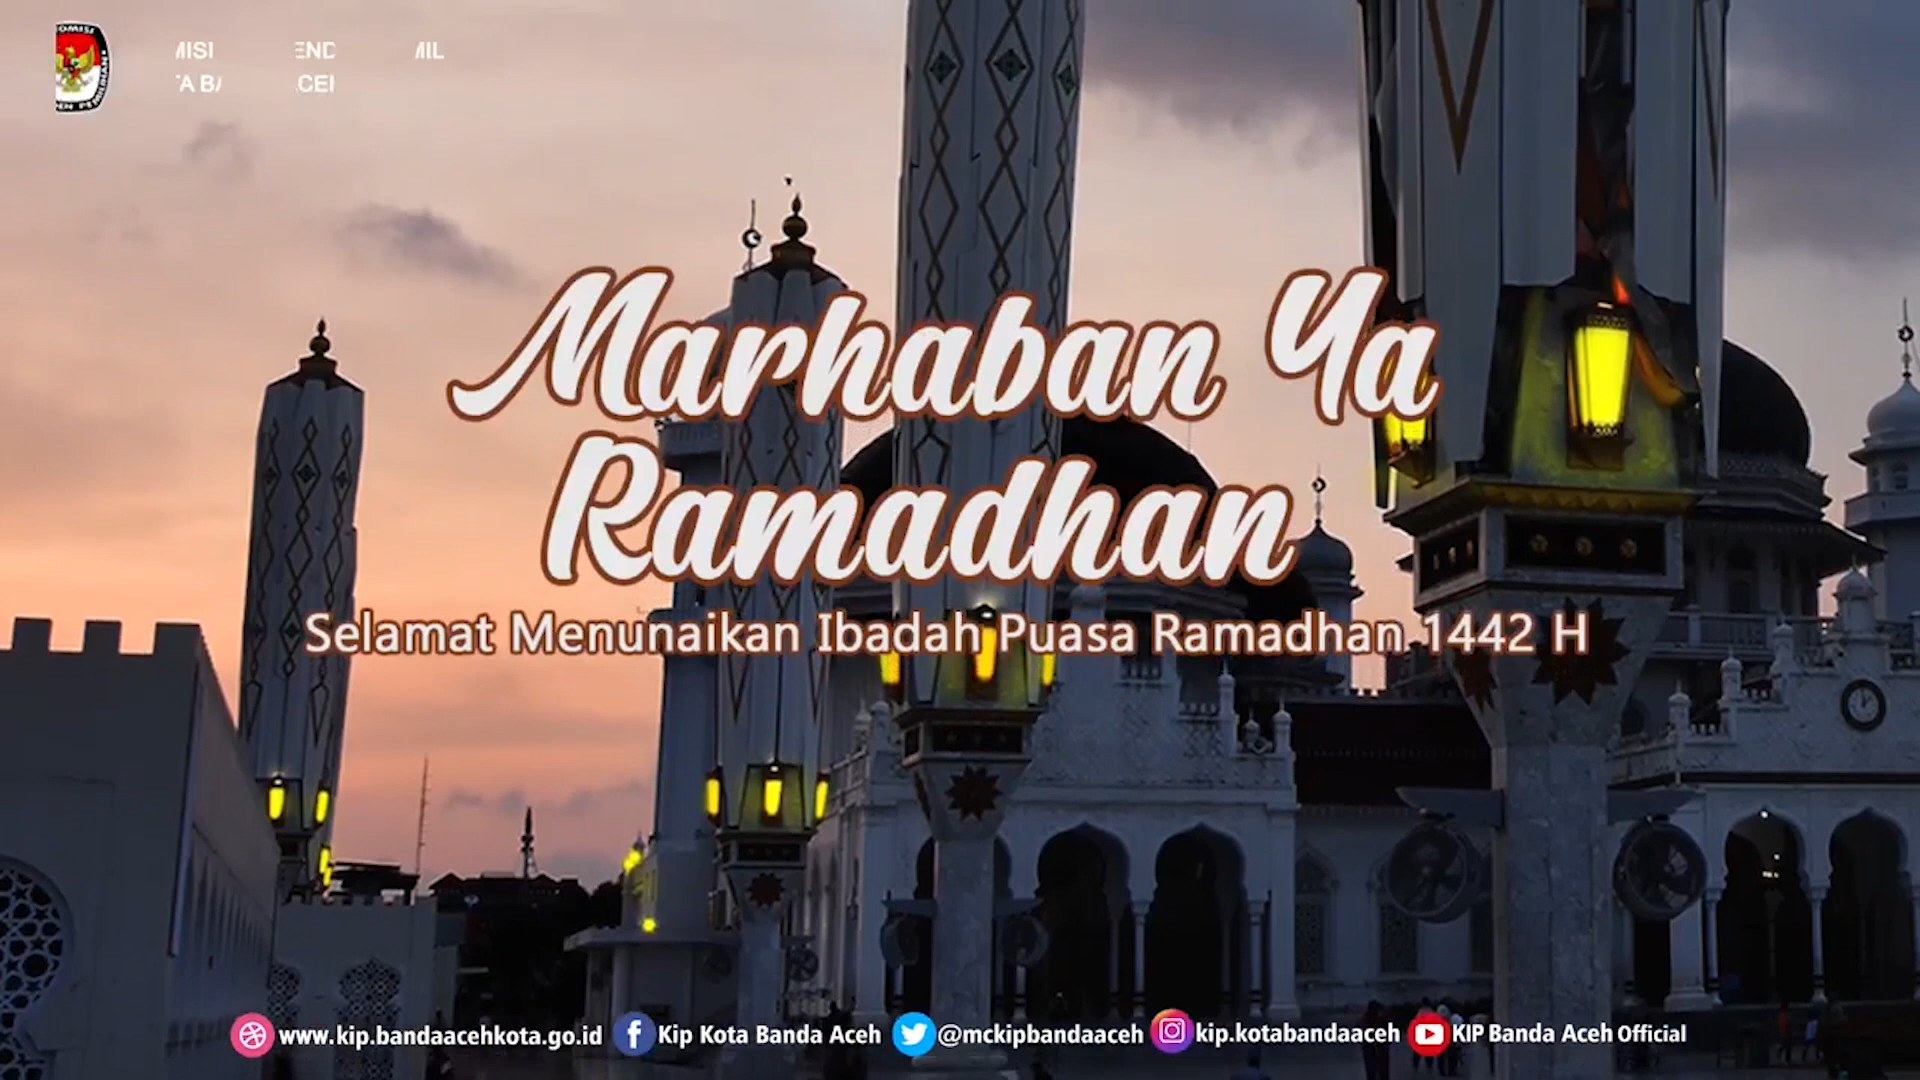 Marhaban Ya
Ramadhan
Selamat Menunaikan Ibadah Puasa Ramadhan 1442 H
www.kip.bandaacehkota.go.id Kip Kota Banda Aceh @mckipbandaaceh kip.kotabandaaceh KIP Banda Aceh Official